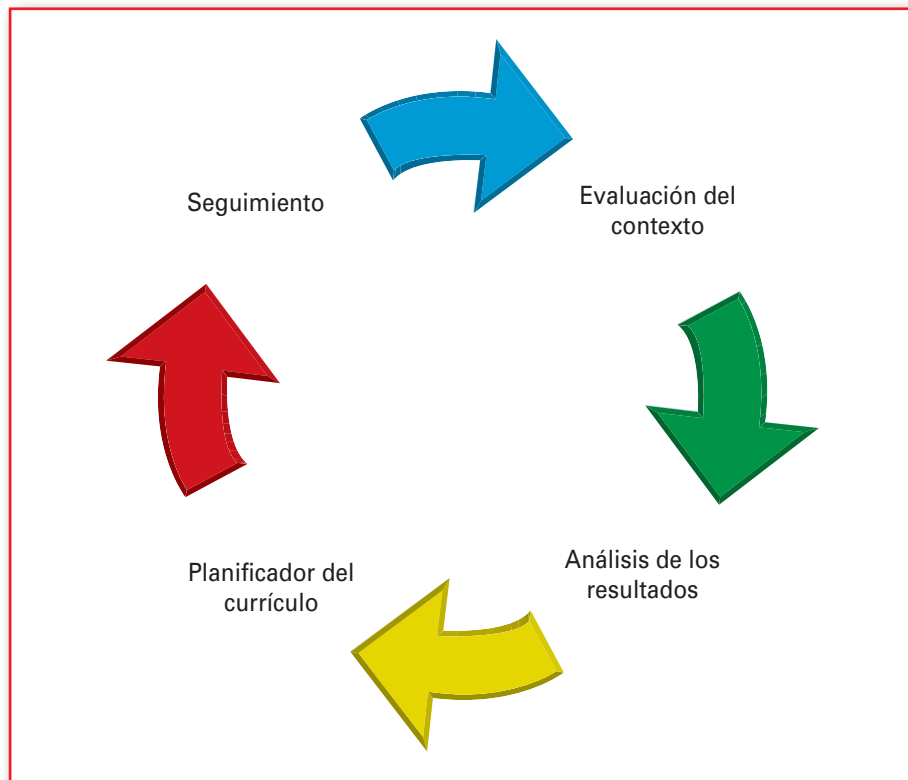 Seguimiento
Evaluación del
contexto
Análisis de los
resultados
Planificador del
currículo